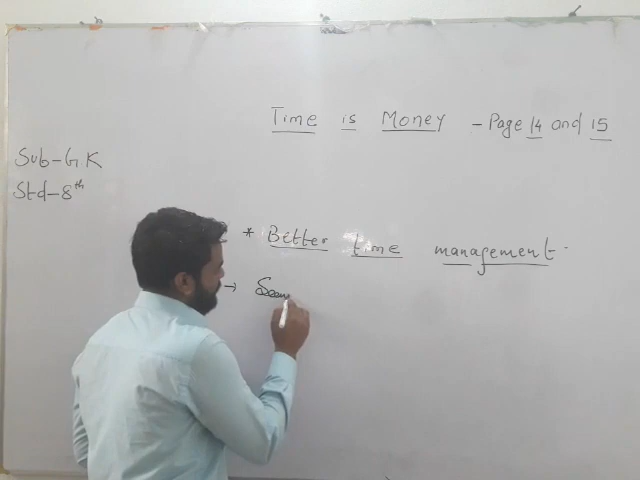 Time is Money - Page 14 and 15
Sub-G.K
Std-8th
* Better time management.
→